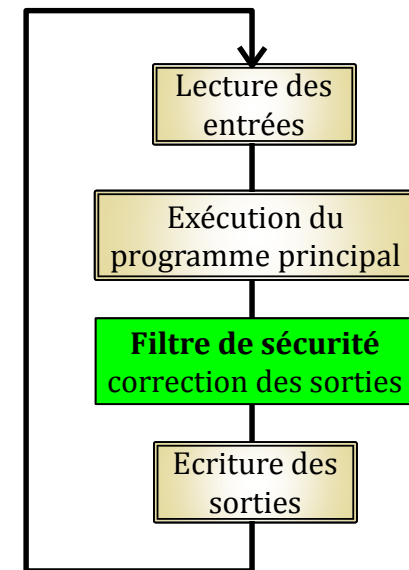 Lecture des
entrées
Exécution du
programme principal
Filtre de sécurité
correction des sorties
Ecriture des
sorties